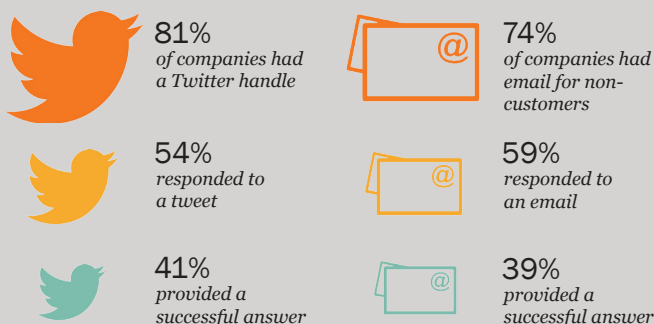 81%
of companies had
a Twitter handle
@
74%
of companies had
email for non-
customers
54%
responded to
a tweet
@
59%
responded to
an email
41%
provided a
successful answer
@
39%
provided a
successful answer